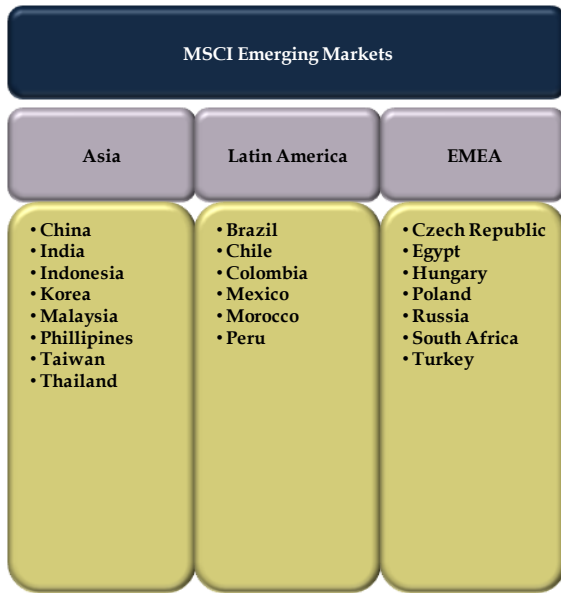 MSCI Emerging Markets
Asia
Latin America
EMEA
• China
• India
• Indonesia
• Korea
• Malaysia
• Phillipines
• Taiwan
• Thailand
• Brazil
• Chile
• Colombia
• Mexico
• Morocco
• Peru
• Czech Republic
• Egypt
• Hungary
• Poland
• Russia
• South Africa
• Turkey